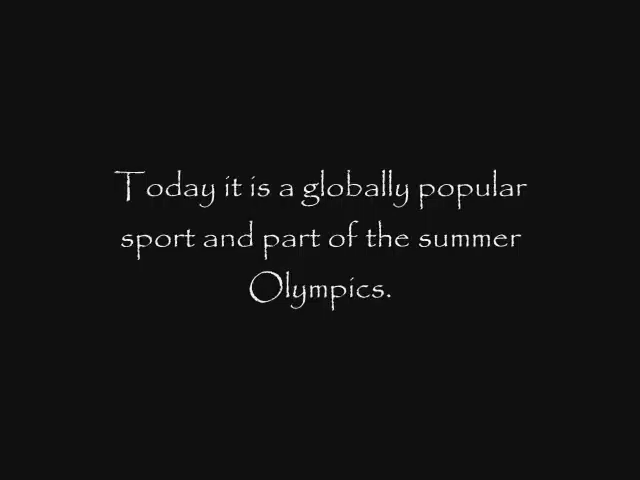 Today it is a globally popular
sport and part of the summer
Olympics.